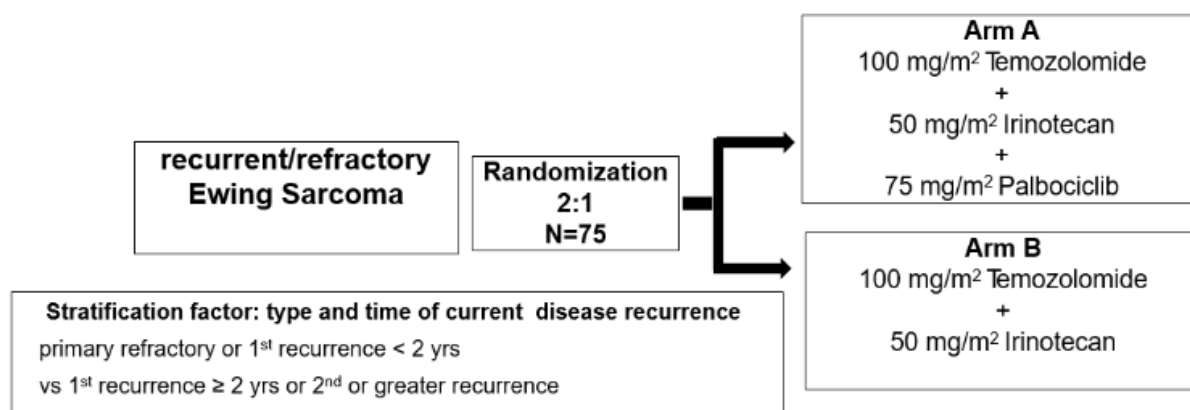 recurrent/refractory
Ewing Sarcoma
Randomization
2:1
N=75
Arm A
100 mg/m² Temozolomide
+
50 mg/m² Irinotecan
+
75 mg/m² Palbociclib
Arm B
100 mg/m² Temozolomide
+
50 mg/m² Irinotecan
Stratification factor: type and time of current disease recurrence
primary refractory or 1st recurrence < 2 yrs
vs 1st recurrence ≥ 2 yrs or 2nd or greater recurrence